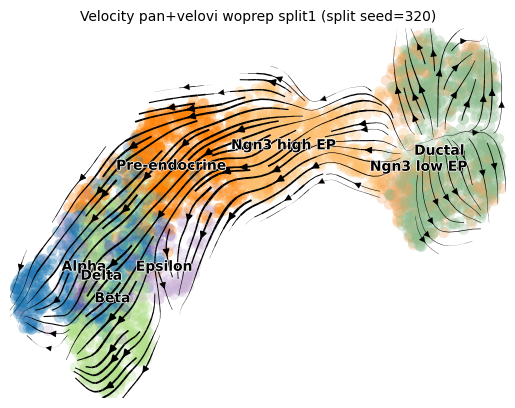 Velocity pan+velovi woprep split1 (split seed=320)
Ngn3 high EP
Ductal
Pre-endocrine
Ngn3 low EP
Alpha
Epsilon
Delta
Beta